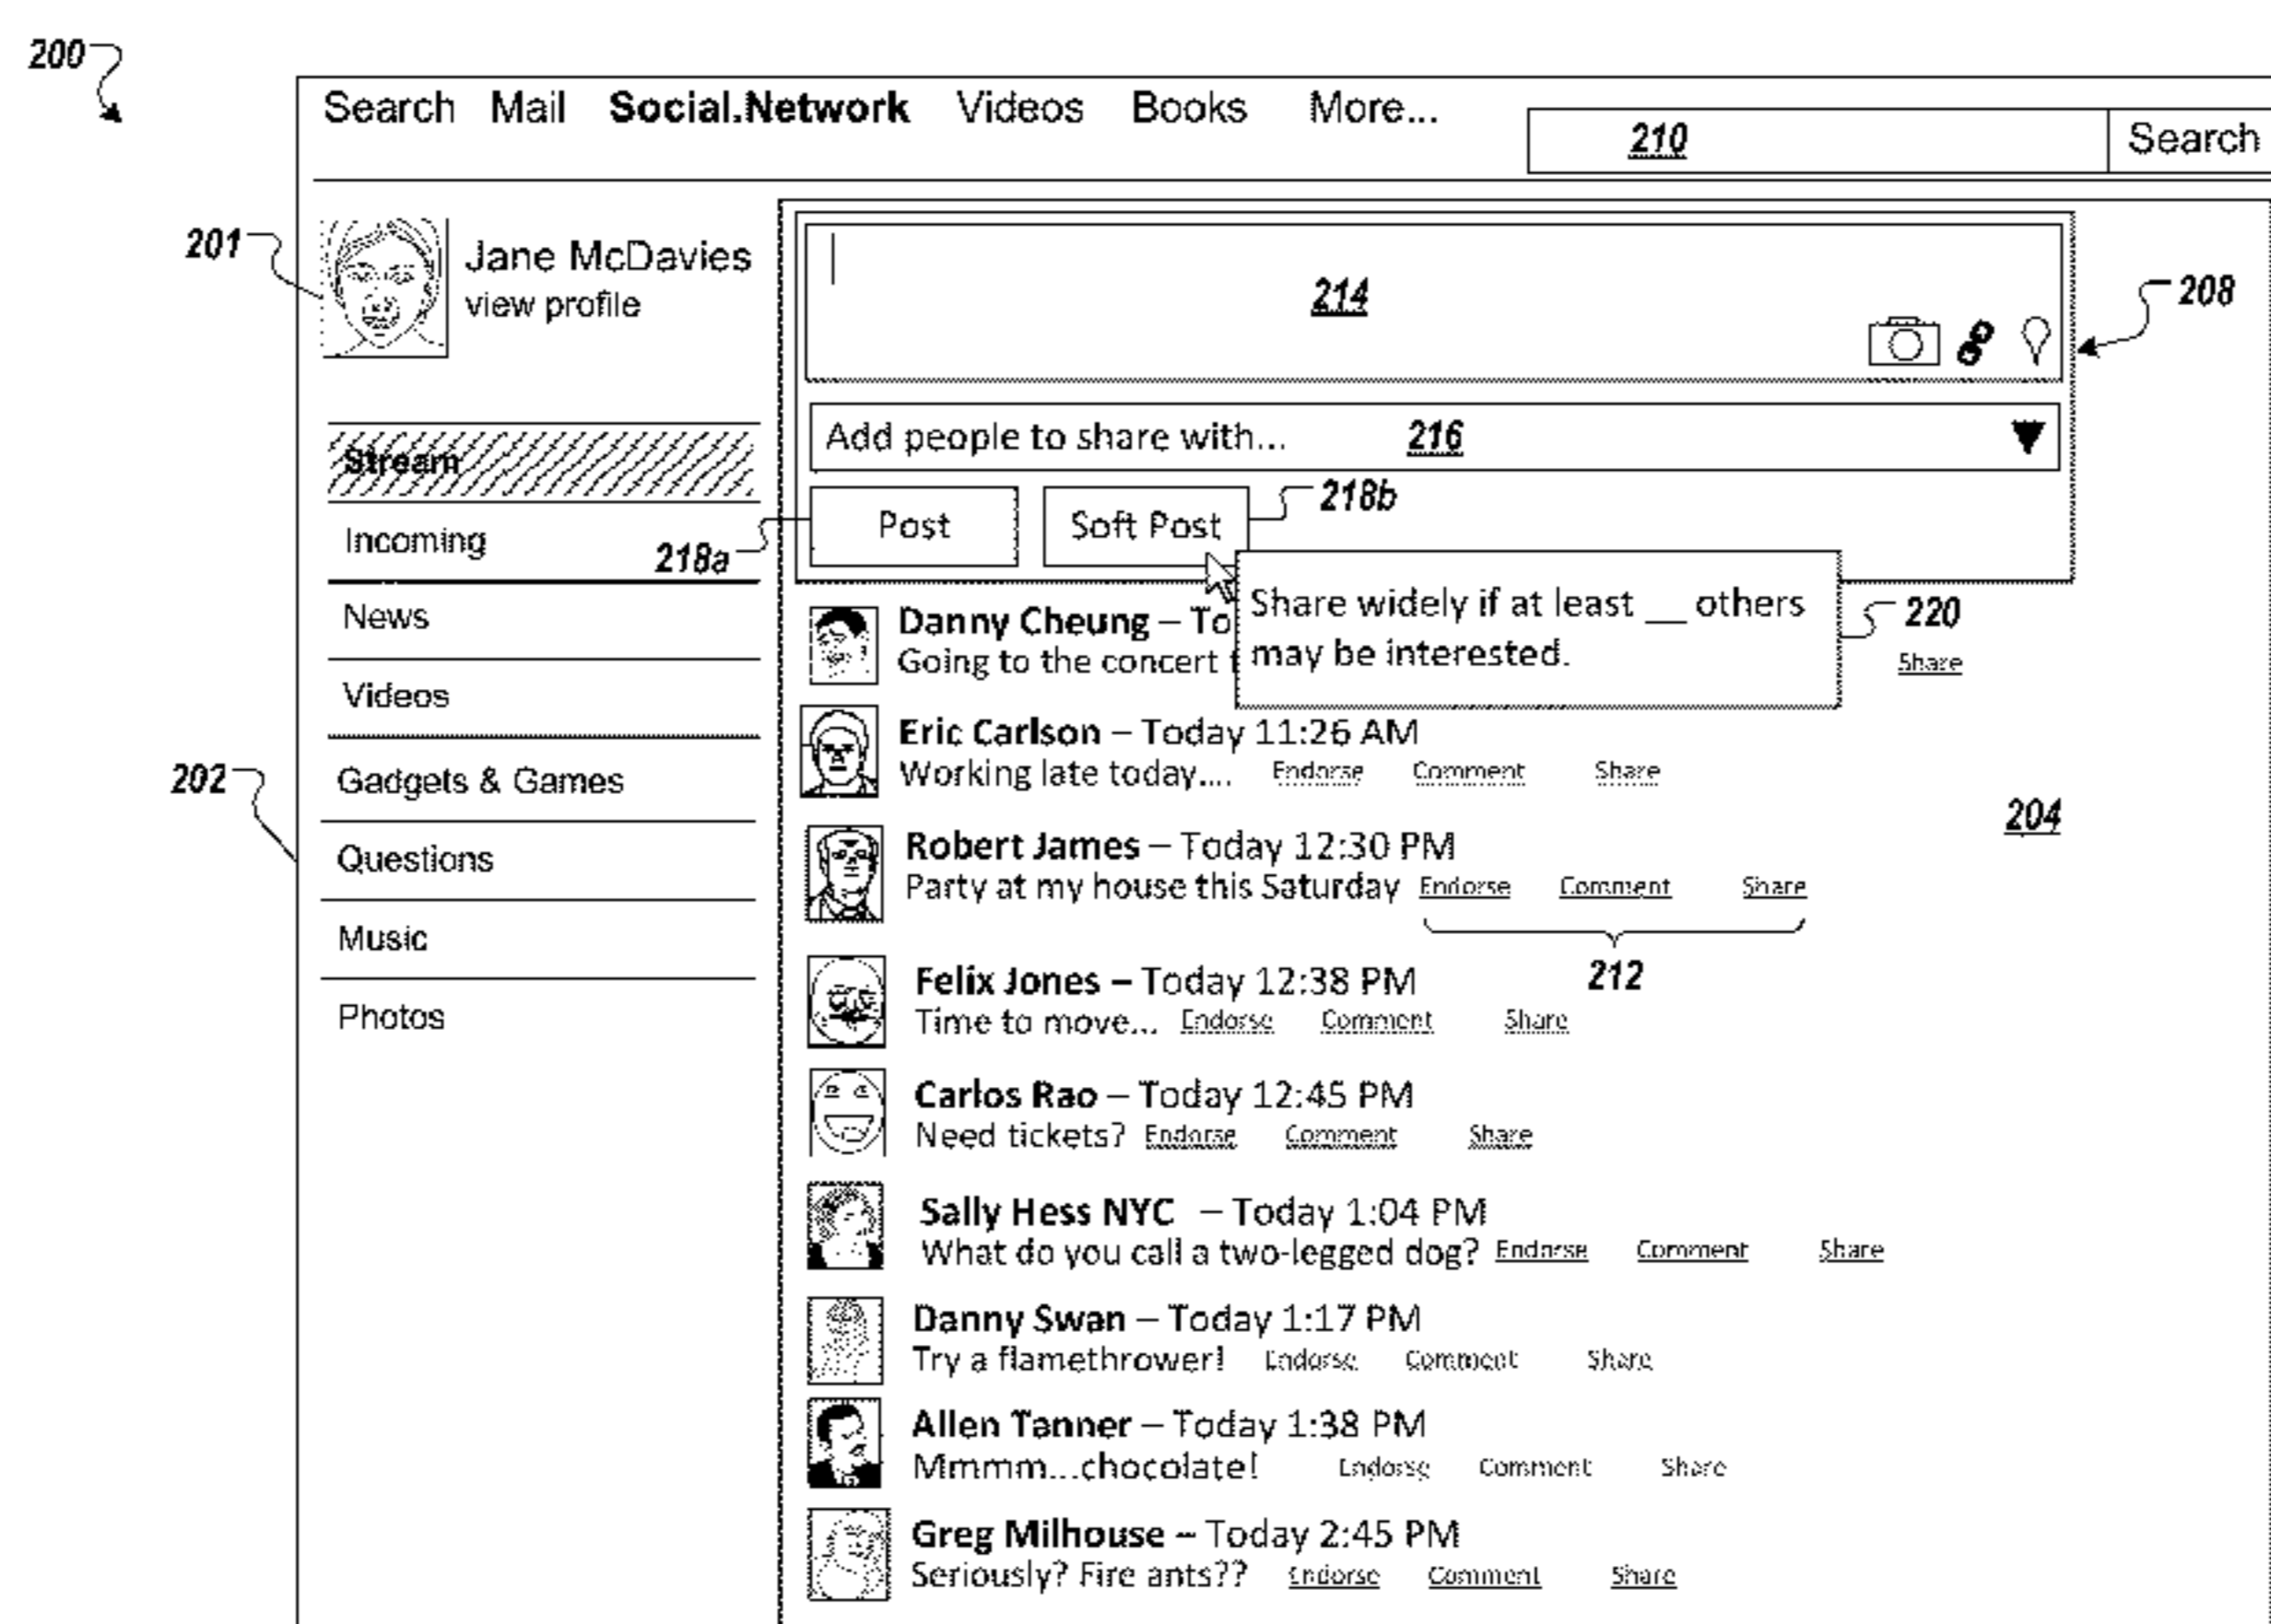 200
Search Mail Social.Network Videos Books More...
210 Search
201
Jane McDavies
view profile
214
208
Add people to share with... 216
Stream
Post Soft Post 218b
Incoming 218a
Share widely if at least __ others
may be interested.
220
News
Danny Cheung – To
Going to the concert
Share
Videos
Eric Carlson – Today 11:26 AM
Working late today.... Endorse Comment Share
202
Gadgets & Games
204
Robert James – Today 12:30 PM
Party at my house this Saturday Endorse Comment Share
212
Questions
Music
Felix Jones – Today 12:38 PM
Time to move... Endorse Comment Share
Photos
Carlos Rao – Today 12:45 PM
Need tickets? Endorse Comment Share
Sally Hess NYC – Today 1:04 PM
What do you call a two-legged dog? Endorse Comment Share
Danny Swan – Today 1:17 PM
Try a flamethrower! Endorse Comment Share
Allen Tanner – Today 1:38 PM
Mmmm...chocolate! Endorse Comment Share
Greg Milhouse – Today 2:45 PM
Seriously? Fire ants?? Endorse Comment Share